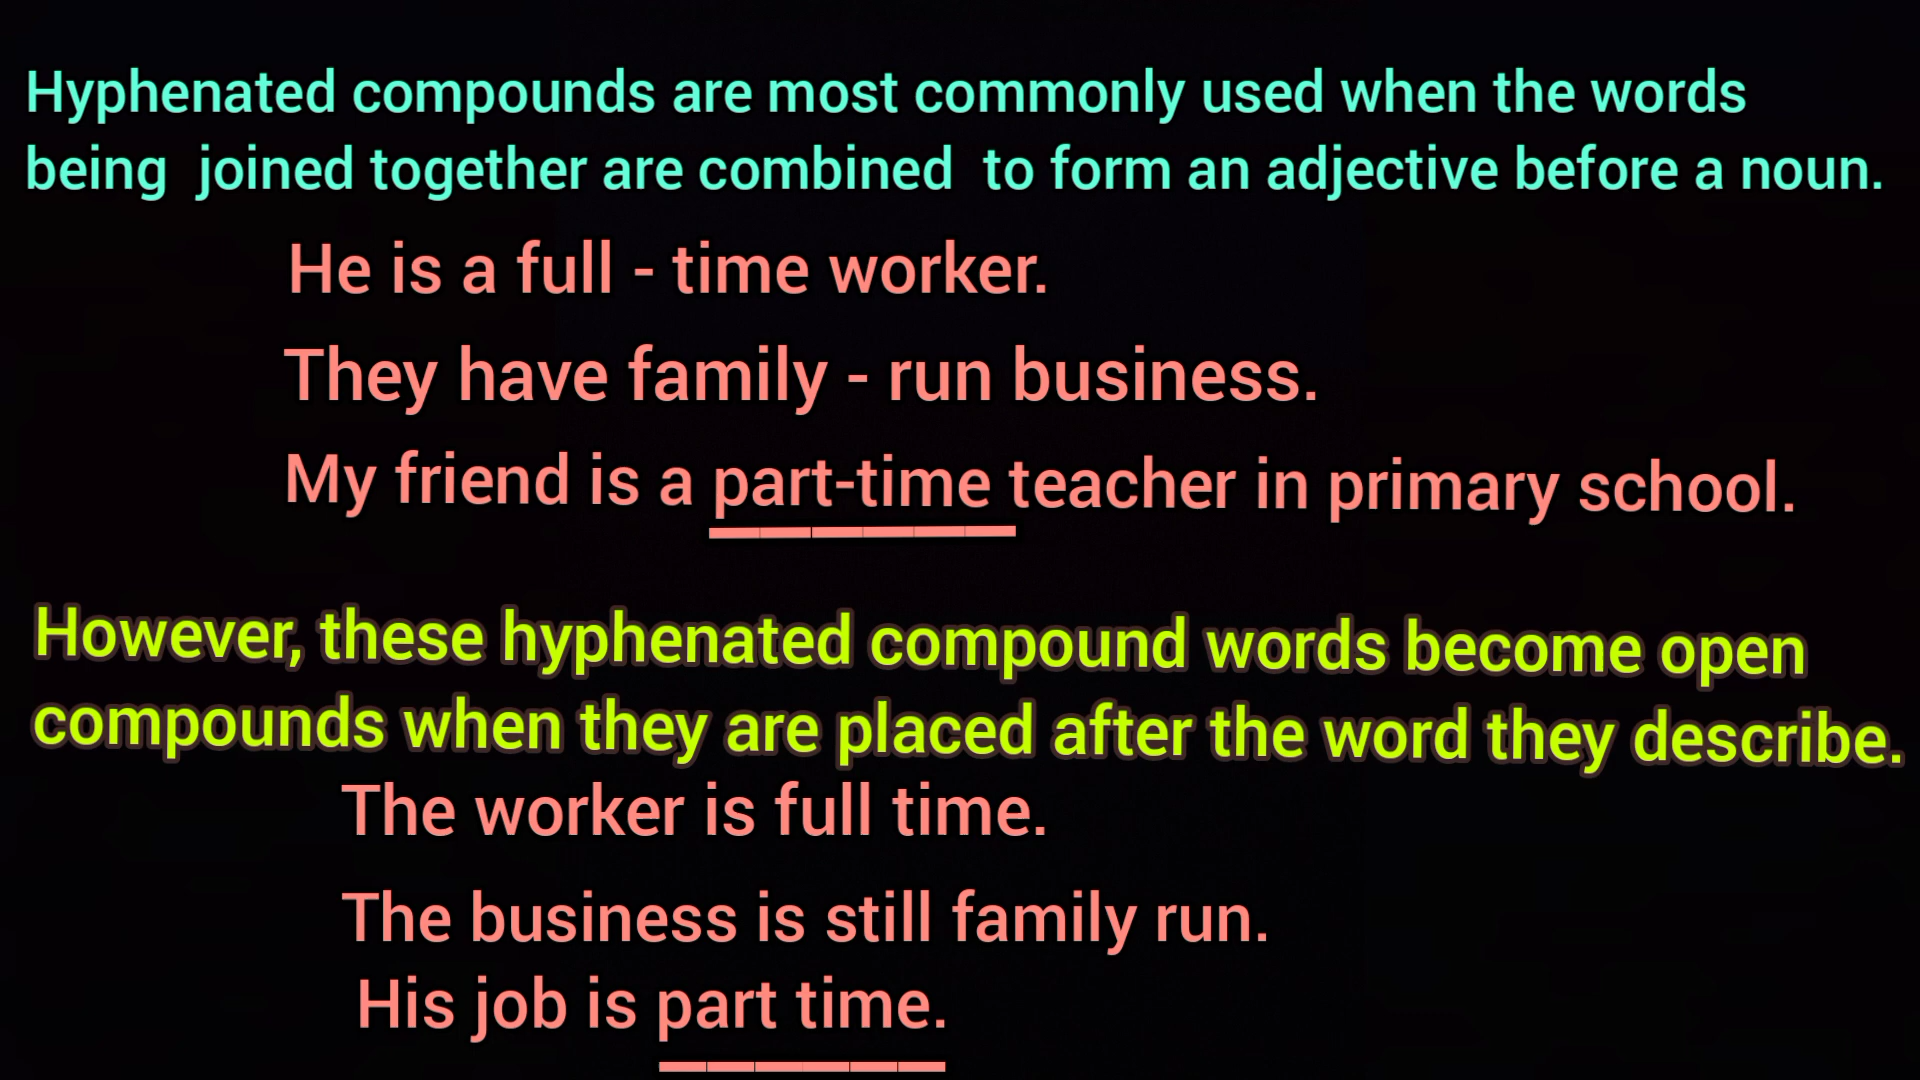 Hyphenated compounds are most commonly used when the words
being joined together are combined to form an adjective before a noun.
He is a full - time worker.
They have family - run business.
My friend is a part-time teacher in primary school.
However, these hyphenated compound words become open
compounds when they are placed after the word they describe.
The worker is full time.
The business is still family run.
His job is part time.